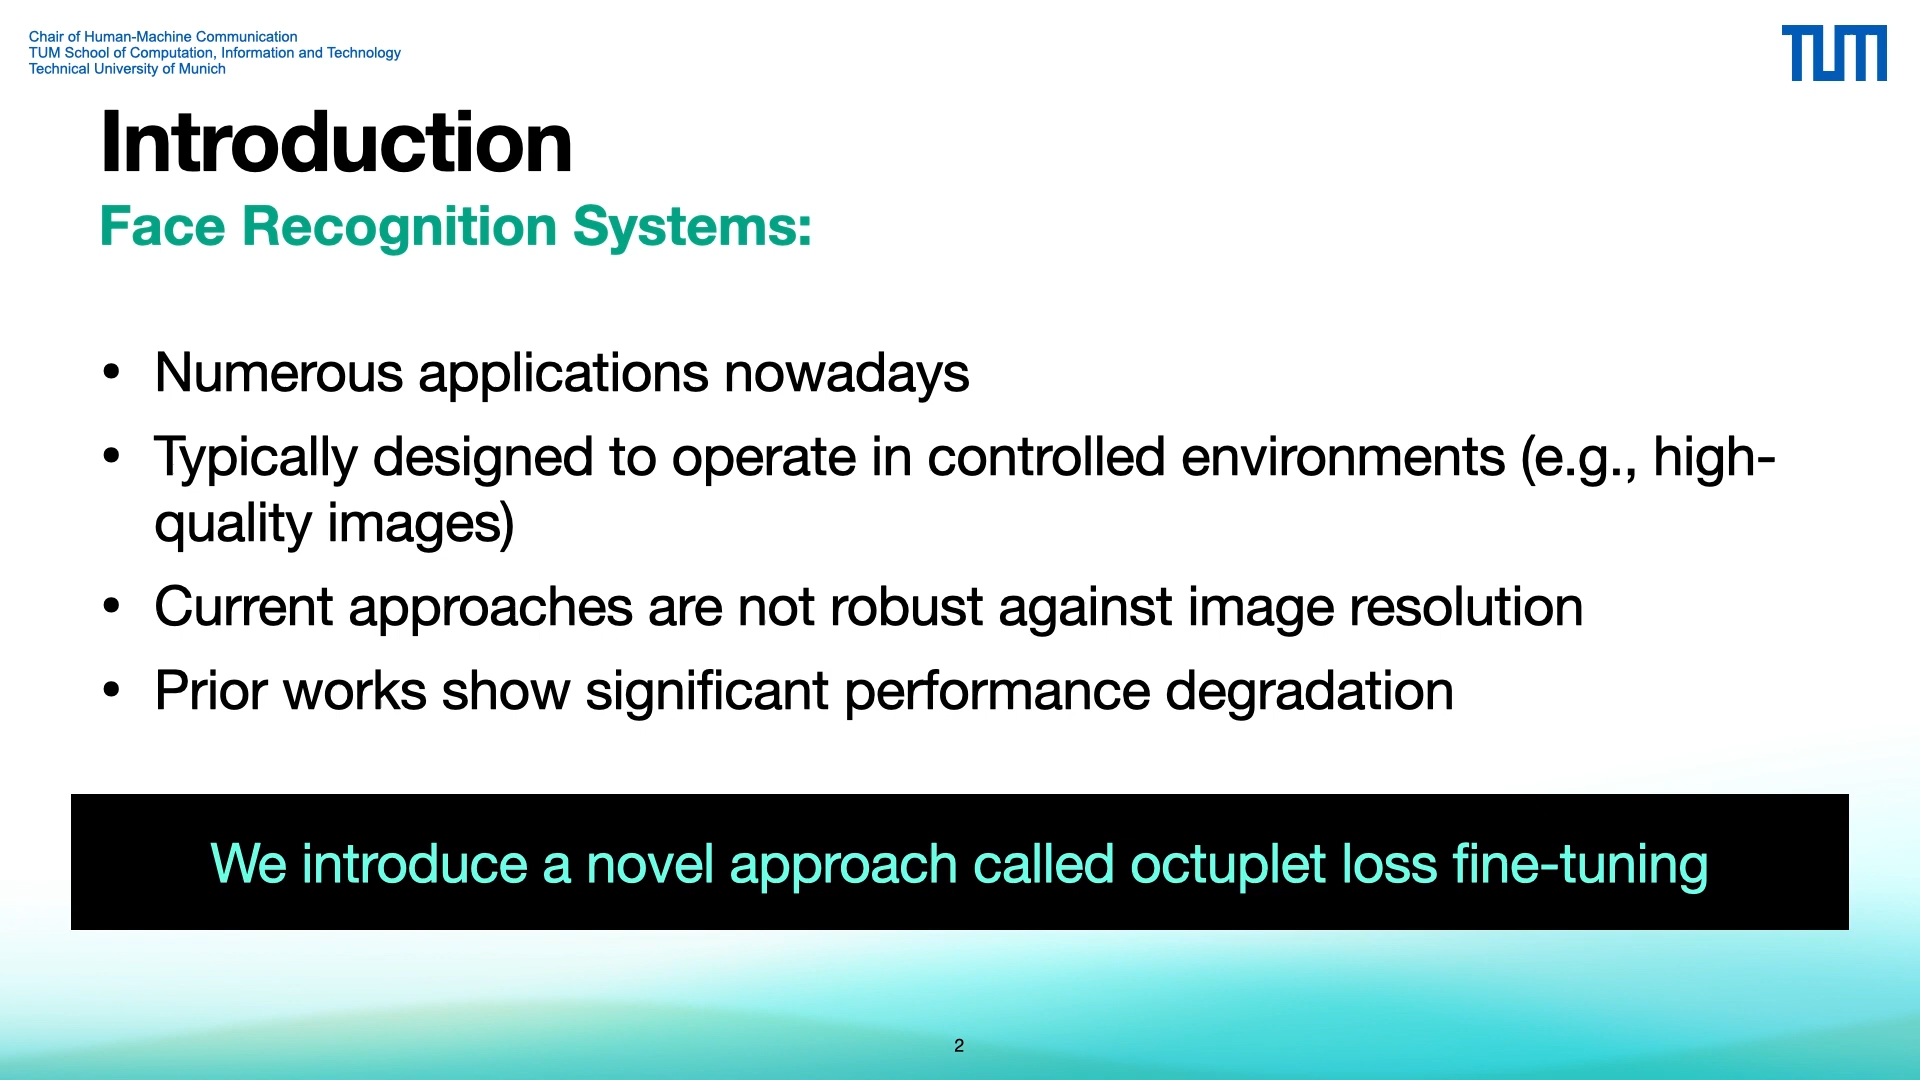 Chair of Human-Machine Communication
TUM School of Computation, Information and Technology
Technical University of Munich
TUM
Introduction
Face Recognition Systems:
• Numerous applications nowadays
• Typically designed to operate in controlled environments (e.g., high-
quality images)
• Current approaches are not robust against image resolution
• Prior works show significant performance degradation
We introduce a novel approach called octuplet loss fine-tuning
2